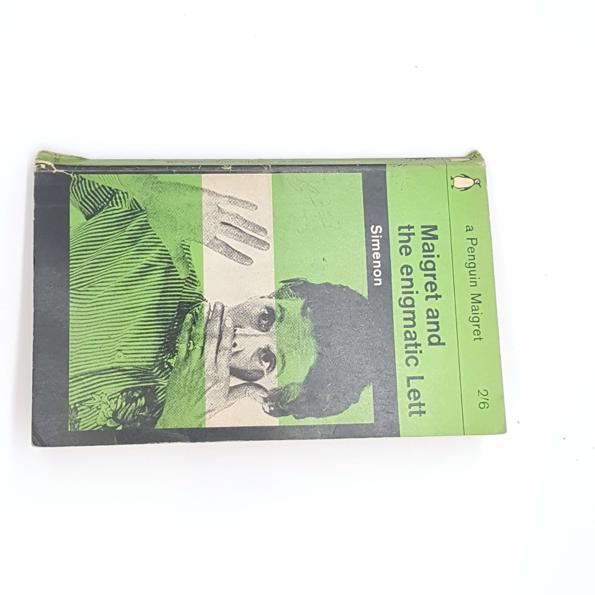 a Penguin Maigret 2/6
Maigret and
the enigmatic Lett
Simenon